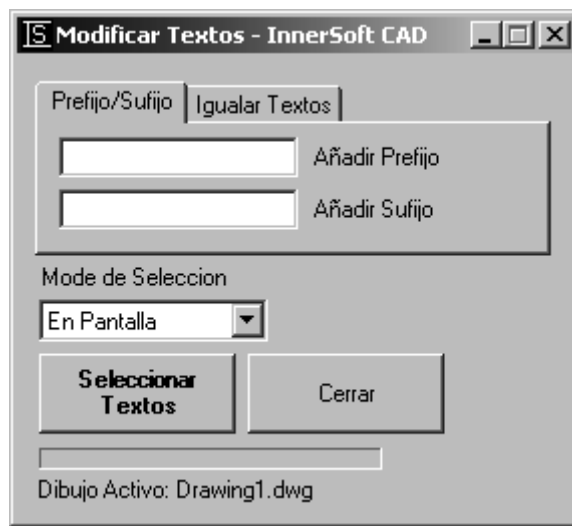 IS Modificar Textos - InnerSoft CAD
Prefijo/Sufijo Igualar Textos
Añadir Prefijo
Añadir Sufijo
Mode de Seleccion
En Pantalla
Seleccionar
Textos
Cerrar
Dibujo Activo: Drawing1.dwg